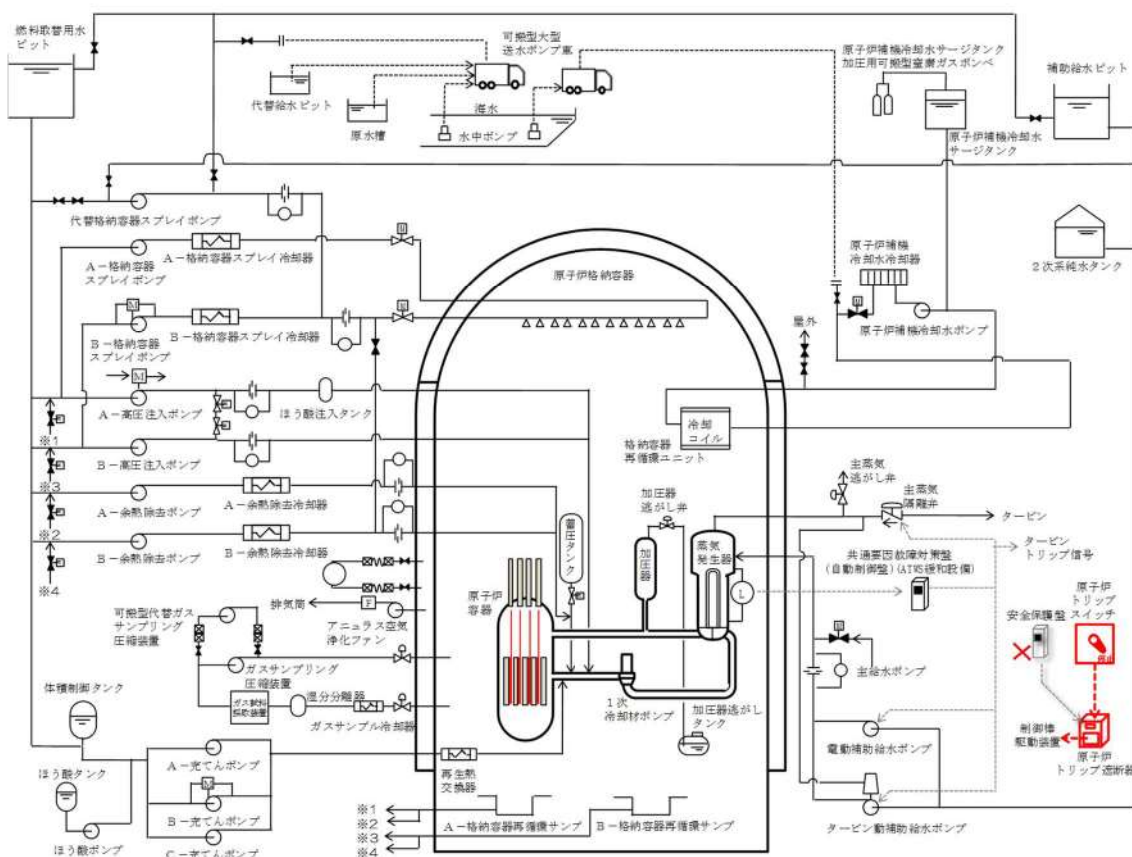 燃料取替用水
ピット
可搬型大型
送水ポンプ車
原子炉補機冷却水サージタンク
加圧用可搬型窒素ガスボンベ
補助給水ピット
代替給水ピット
海水
原水槽
水中ポンプ
原子炉補機冷却水
サージタンク
代替格納容器スプレイポンプ
M
A-格納容器スプレイ冷却器
A-格納容器
スプレイポンプ
原子炉格納容器
原子炉補機
冷却水冷却器
2次系純水タンク
M
M
M
B-格納容器スプレイ冷却器
B-格納容器
スプレイポンプ
屋外
原子炉補機冷却水ポンプ
M
A-高圧注入ポンプ
ほう酸注入タンク
冷却
コイル
※1
B-高圧注入ポンプ
格納容器
再循環ユニット
※3
A-余熱除去冷却器
A-余熱除去ポンプ
主蒸気
逃がし弁
加圧器
逃がし弁
主蒸気
隔離弁
タービン
※2
B-余熱除去冷却器
B-余熱除去ポンプ
蓄圧タンク
加圧器
蒸気
発生器
タービン
トリップ信号
※4
共通要因故障対策盤
(自動制御盤)(ATWS緩和設備)
L
原子炉
容器
排気筒
F
アニュラス空気
浄化ファン
原子炉
トリップ
スイッチ
安全保護盤
停止
可搬型代替ガス
サンプリング
圧縮装置
ガスサンプリング
圧縮装置
M
主給水ポンプ
体積制御タンク
ガス試料
採取装置
湿分分離器
ガスサンプル冷却器
1次
冷却材ポンプ
加圧器逃がし
タンク
制御棒
駆動装置
電動補助給水ポンプ
原子炉
トリップ遮断器
A-充てんポンプ
ほう酸タンク
再生熱
交換器
M
B-充てんポンプ
※1
※2
A-格納容器再循環サンプ
B-格納容器再循環サンプ
タービン動補助給水ポンプ
※3
ほう酸ポンプ
C-充てんポンプ
※4